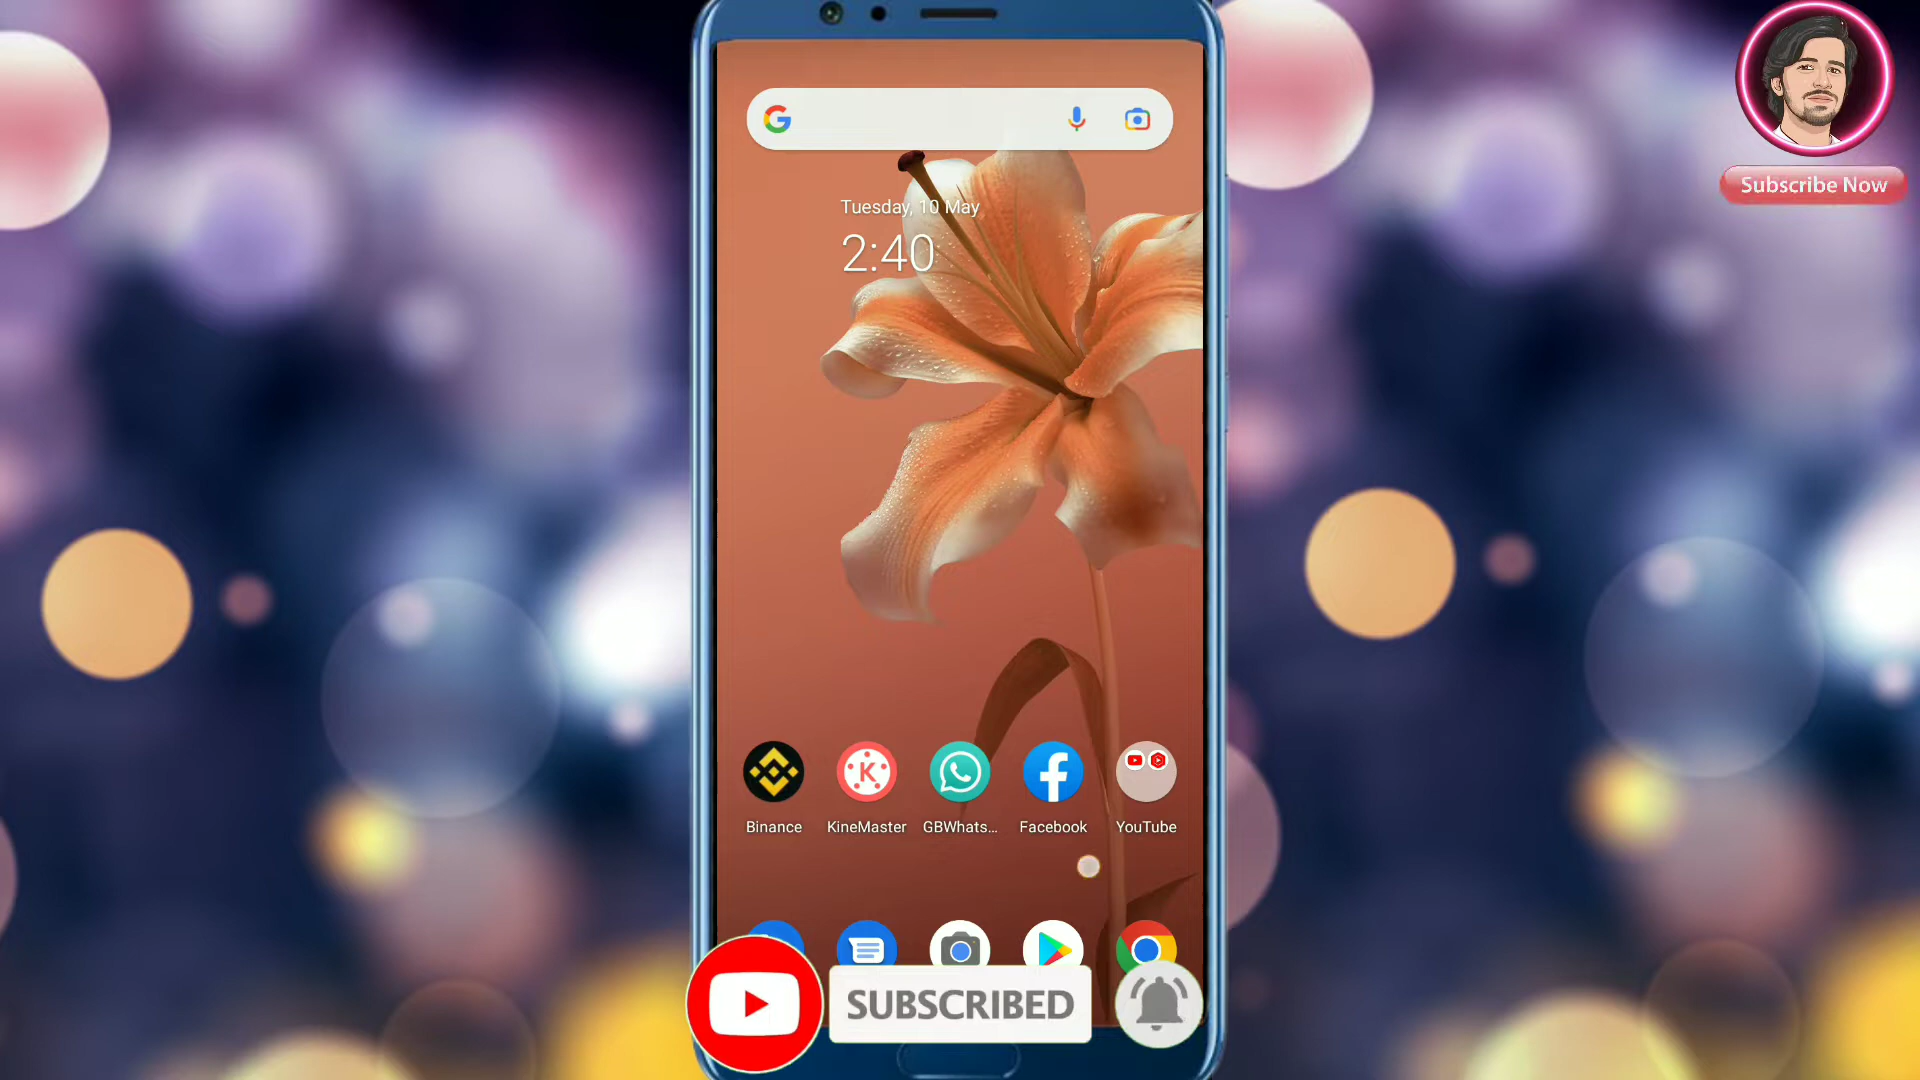 Subscribe Now
Tuesday, 10 May
2:40
Binance
KineMaster
GBWhats...
Facebook
YouTube
SUBSCRIBED